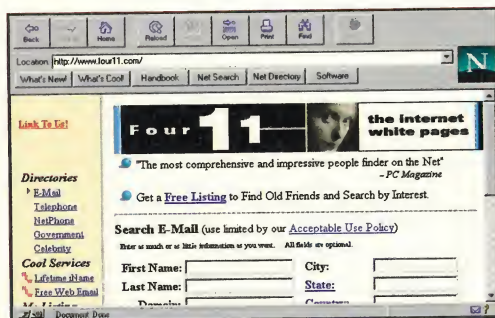 Back
Home
Reload
Open
Print
Find
Location: http://www.four11.com/
N
What's New!
What's Cool!
Handbook
Net Search
Net Directory
Software
Link To Us!
Four 11
the internet
white pages
"The most comprehensive and impressive people finder on the Net"
- PC Magazine
Get a Free Listing to Find Old Friends and Search by Interest.
Directories
E-Mail
Telephone
NetPhone
Government
Celebrity
Cool Services
Lifetime iName
Free Web Email
Search E-Mail (use limited by our Acceptable Use Policy)
Enter as much or as little information as you want. All fields are optional.
First Name:
City:
Last Name:
State:
Domain:
Country:
Document Done
?